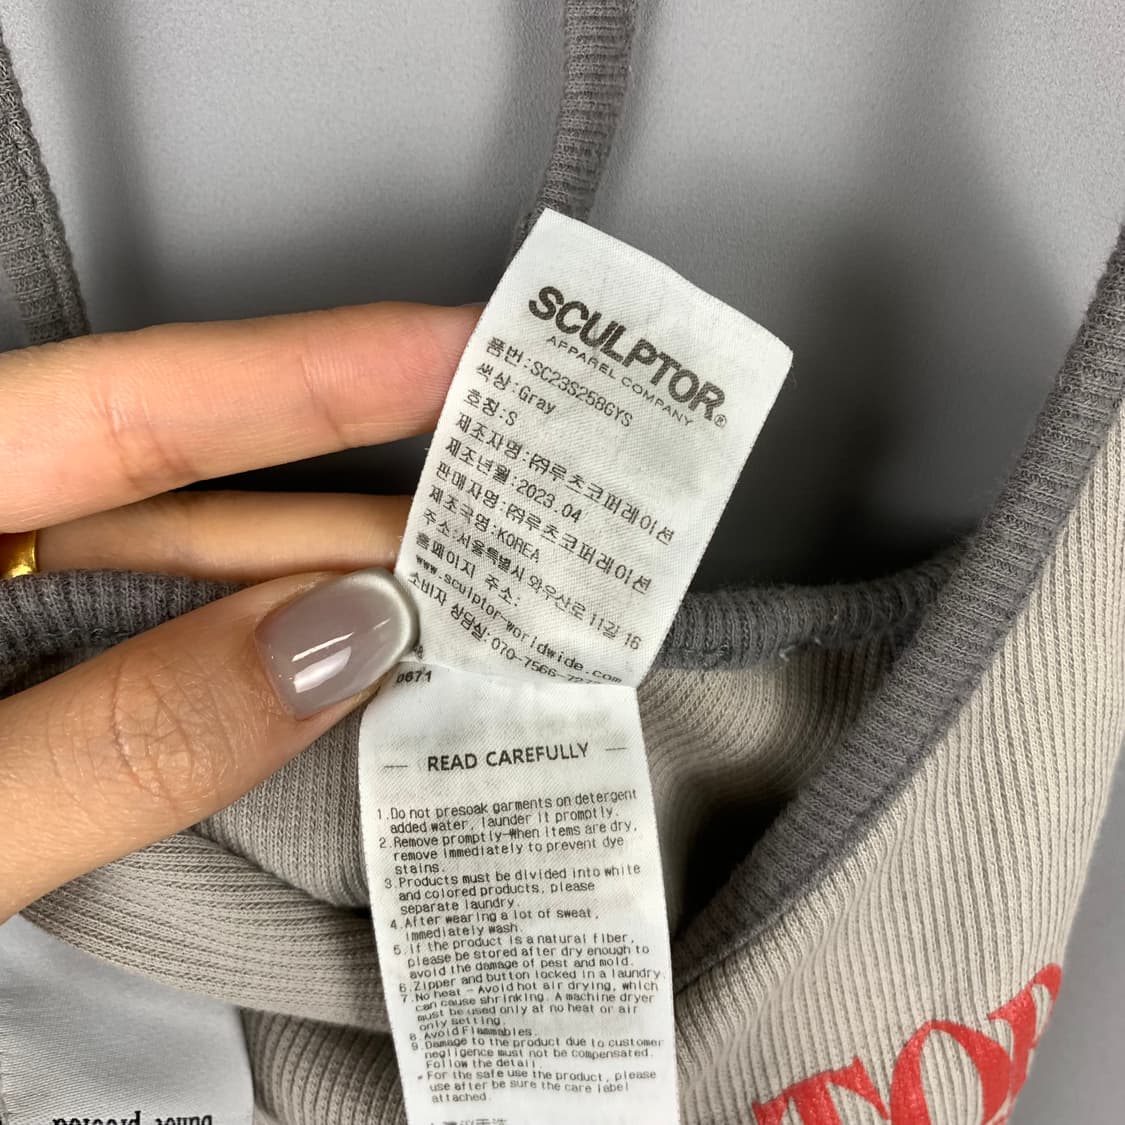 SCULPTOR®
APPAREL COMPANY
품번:SC23S258GYS
색상:Gray
호칭:S
제조자명:㈜루츠코퍼레이션
제조년월:2023.04
판매자명:㈜루츠코퍼레이션
제조국명:KOREA
주소:서울특별시 와우산로 11길 16
홈페이지 주소:
www.sculptor-worldwide.com
소비자 상담실:070-7566-727
0671
READ CAREFULLY
1.Do not presoak garments on detergent
added water, launder it promptly.
2.Remove promptly-When items are dry,
remove immediately to prevent dye
stains.
3.Products must be divided into white
and colored products, please
separate laundry.
4.After wearing a lot of sweat,
immediately wash.
5.If the product is a natural fiber,
please be stored after dry enough to
avoid the damage of pest and mold.
6.Zipper and button locked in a laundry.
7.No heat - Avoid hot air drying, which
can cause shrinking. A machine dryer
must be used only at no heat or air
only setting.
8.Avoid Flammables.
9.Damage to the product due to customer
negligence must not be compensated.
Follow the detail.
* For the safe use the product, please
use after be sure the care label
attached.
TOR